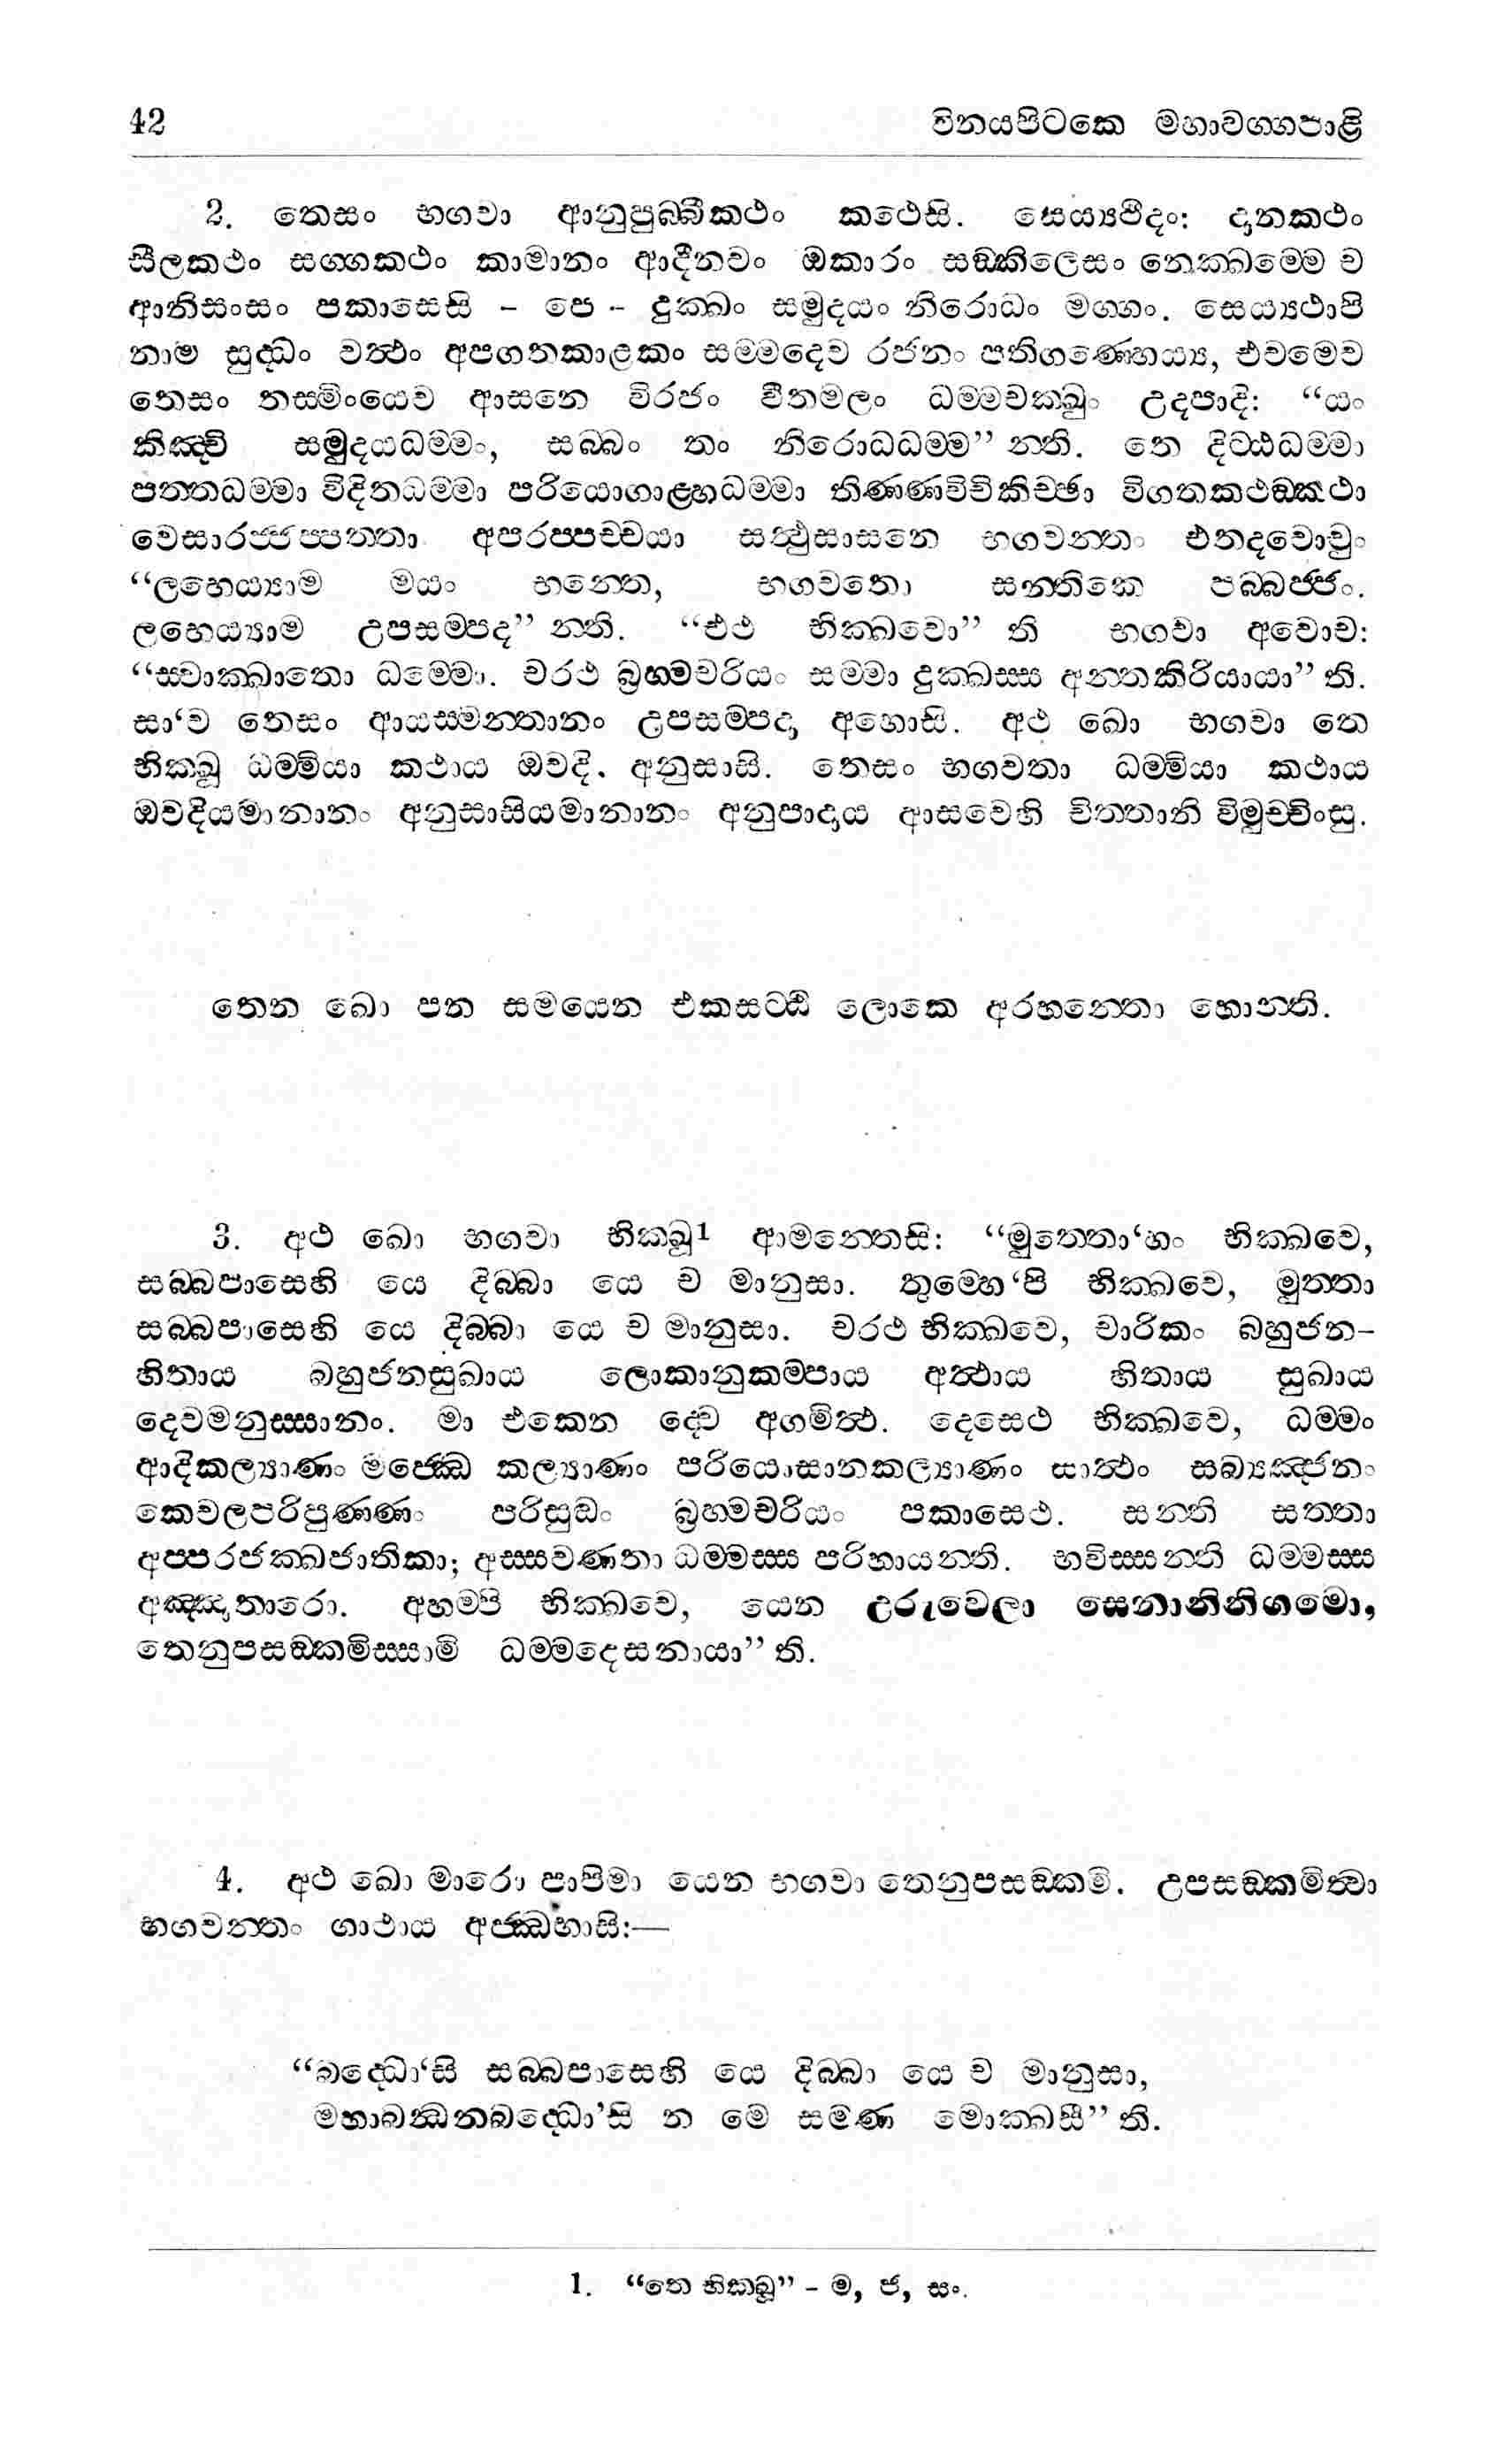 42 විනයපිටකෙ මහාවග්ගපාළි
2. තෙසං භගවා ආනුපුබ්බීකථං කථෙසි. සෙය්‍යථීදං: දානකථං
සීලකථං සග්ගකථං කාමානං ආදීනවං ඔකාරං සඞ්කිලෙසං නෙක්ඛම්මෙ ච
ආනිසංසං පකාසෙසි - පෙ - දුක්ඛං සමුදයං නිරොධං මග්ගං. සෙය්‍යථාපි
නාම සුද්ධං වත්ථං අපගතකාළකං සම්මදෙව රජනං පතිගණ්හෙය්‍ය, එවමෙව
තෙසං තස්මිංයෙව ආසනෙ විරජං වීතමලං ධම්මචක්ඛුං උදපාදි: “යං
කිඤ්චි සමුදයධම්මං, සබ්බං තං නිරොධධම්ම” න්ති. තෙ දිට්ඨධම්මා
පත්තධම්මා විදිතධම්මා පරියොගාළ්හධම්මා තිණ්ණවිචිකිච්ඡා විගතකථඞ්කථා
වෙසාරජ්ජප්පත්තා අපරප්පච්චයා සත්ථුසාසනෙ භගවන්තං එතදවොචුං
“ලභෙය්‍යාම මයං භන්තෙ, භගවතො සන්තිකෙ පබ්බජ්ජං.
ලභෙය්‍යාම උපසම්පද” න්ති. “එථ භික්ඛවො” ති භගවා අවොච:
“ස්වාක්ඛාතො ධම්මො. චරථ බ්‍රහ්මචරියං සම්මා දුක්ඛස්ස අන්තකිරියායා” ති.
සා‘ව තෙසං ආයස්මන්තානං උපසම්පදා අහොසි. අථ ඛො භගවා තෙ
භික්ඛූ ධම්මියා කථාය ඔවදි. අනුසාසි. තෙසං භගවතා ධම්මියා කථාය
ඔවදියමානානං අනුසාසියමානානං අනුපාදාය ආසවෙහි චිත්තානි විමුච්චිංසු.
තෙන ඛො පන සමයෙන එකසට්ඨි ලොකෙ අරහන්තො හොන්ති.
3. අථ ඛො භගවා භික්ඛූ1 ආමන්තෙසි: “මුත්තො‘හං භික්ඛවෙ,
සබ්බපාසෙහි යෙ දිබ්බා යෙ ච මානුසා. තුම්හෙ‘පි භික්ඛවෙ, මුත්තා
සබ්බපාසෙහි යෙ දිබ්බා යෙ ච මානුසා. චරථ භික්ඛවෙ, චාරිකං බහුජන-
හිතාය බහුජනසුඛාය ලොකානුකම්පාය අත්ථාය හිතාය සුඛාය
දෙවමනුස්සානං. මා එකෙන ද්වෙ අගමිත්ථ. දෙසෙථ භික්ඛවෙ, ධම්මං
ආදිකල්‍යාණං මජ්ඣෙ කල්‍යාණං පරියොසානකල්‍යාණං සාත්ථං සබ්‍යඤ්ජනං
කෙවලපරිපුණ්ණං පරිසුද්ධං බ්‍රහ්මචරියං පකාසෙථ. සන්ති සත්තා
අප්පරජක්ඛජාතිකා; අස්සවණතා ධම්මස්ස පරිහායන්ති. භවිස්සන්ති ධම්මස්ස
අඤ්ඤාතාරො. අහම්පි භික්ඛවෙ, යෙන උරුවෙලා සෙනානිනිගමො,
තෙනුපසඞ්කමිස්සාමි ධම්මදෙසනායා” ති.
4. අථ ඛො මාරො පාපිමා යෙන භගවා තෙනුපසඞ්කමි. උපසඞ්කමිත්වා
භගවන්තං ගාථාය අජ්ඣභාසි:—
“බද්ධො‘සි සබ්බපාසෙහි යෙ දිබ්බා යෙ ච මානුසා,
මහාබන්ධනබද්ධො’සි න මෙ සමණ මොක්ඛසී” ති.
1. “තෙ භික්ඛූ” - ම, ජ, සං.